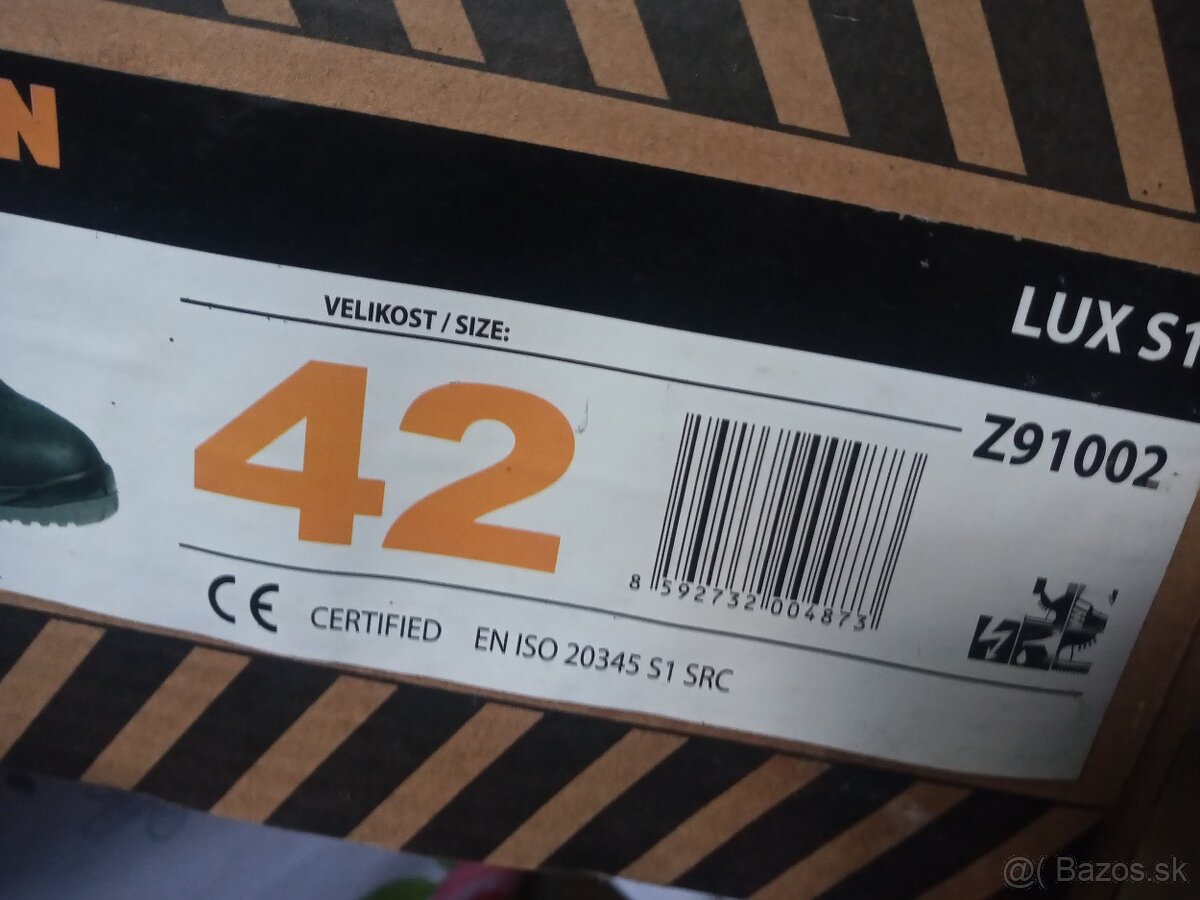 N
LUX S1
VELIKOST / SIZE:
42
Z91002
8 592732 004873
CE CERTIFIED EN ISO 20345 S1 SRC
@( Bazos.sk